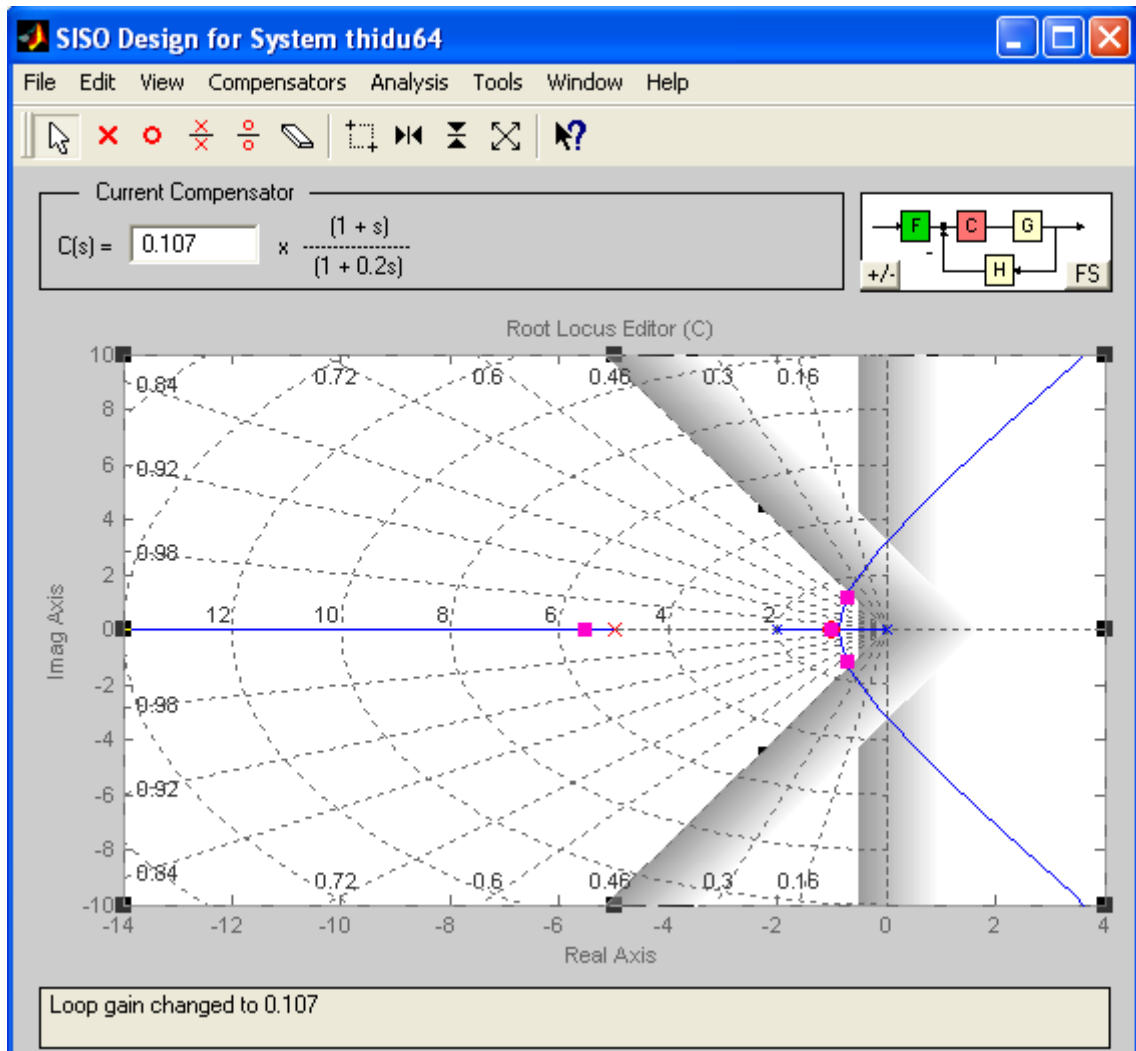 SISO Design for System thidu64
File Edit View Compensators Analysis Tools Window Help
Current Compensator
C(s) = 0.107 x (1 + s)
(1 + 0.2s)
F C G
-
H
+/- FS
Root Locus Editor (C)
10 0.84 0.72 0.6 0.46 0.3 0.16
8
6 0.92
4
0.98
2
12 10 8 6 4 2
0
-2
0.98
-4
-6 0.92
-8
0.84 0.72 0.6 0.46 0.3 0.16
-10
-14 -12 -10 -8 -6 -4 -2 0 2 4
Imag Axis
Real Axis
Loop gain changed to 0.107